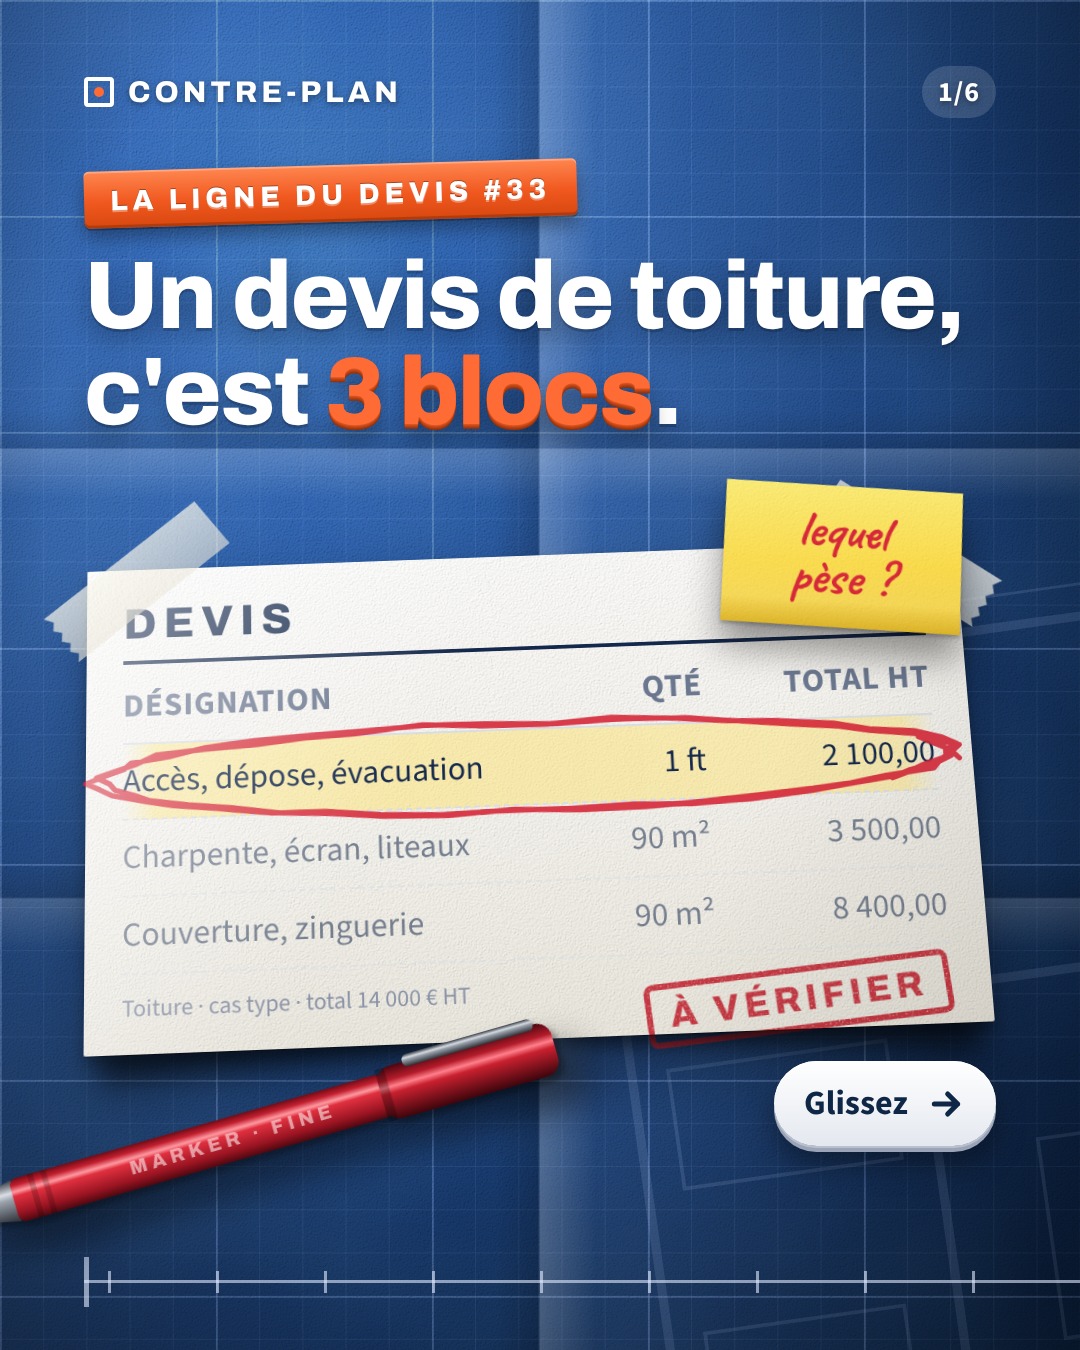 CONTRE-PLAN
1/6
LA LIGNE DU DEVIS #33
Un devis de toiture,
c'est 3 blocs.
lequel
pèse ?
DEVIS
DÉSIGNATION QTÉ TOTAL HT
Accès, dépose, évacuation 1 ft 2 100,00
Charpente, écran, liteaux 90 m² 3 500,00
Couverture, zinguerie 90 m² 8 400,00
Toiture · cas type · total 14 000 € HT
À VÉRIFIER
MARKER · FINE
Glissez →